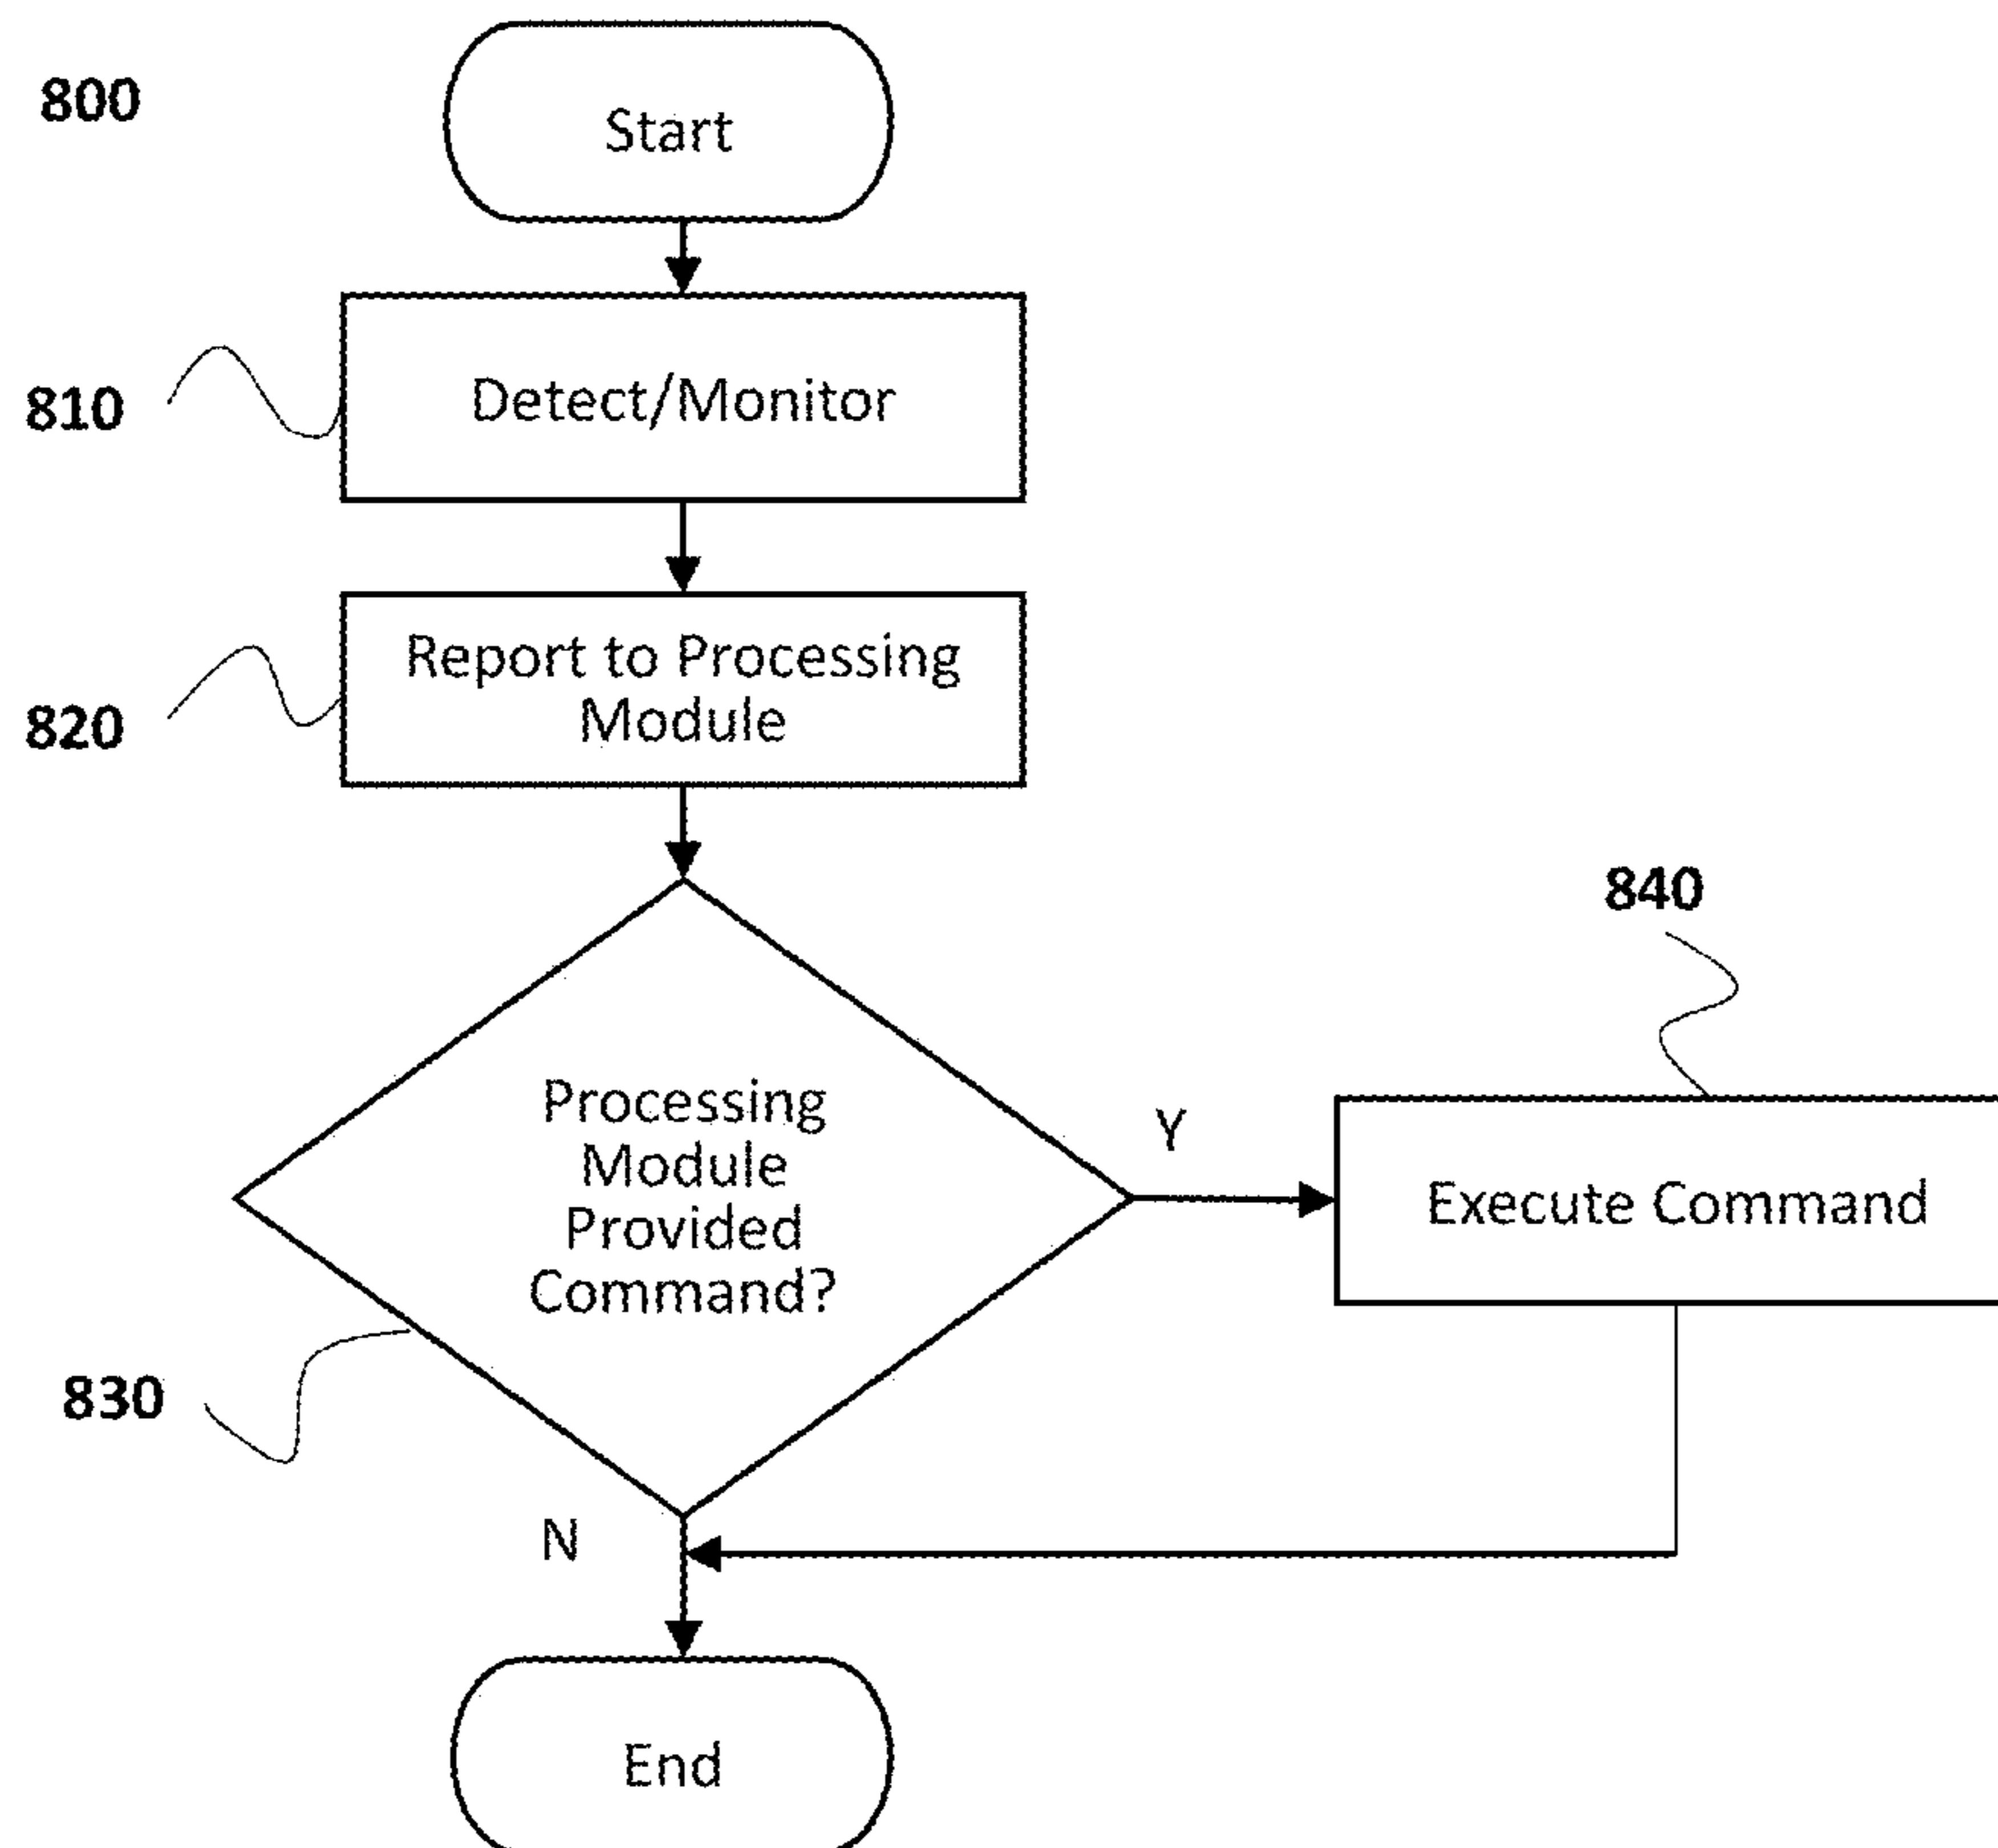 800
Start
810
Detect/Monitor
820
Report to Processing
Module
840
Processing
Module
Provided
Command?
Y
Execute Command
830
N
End